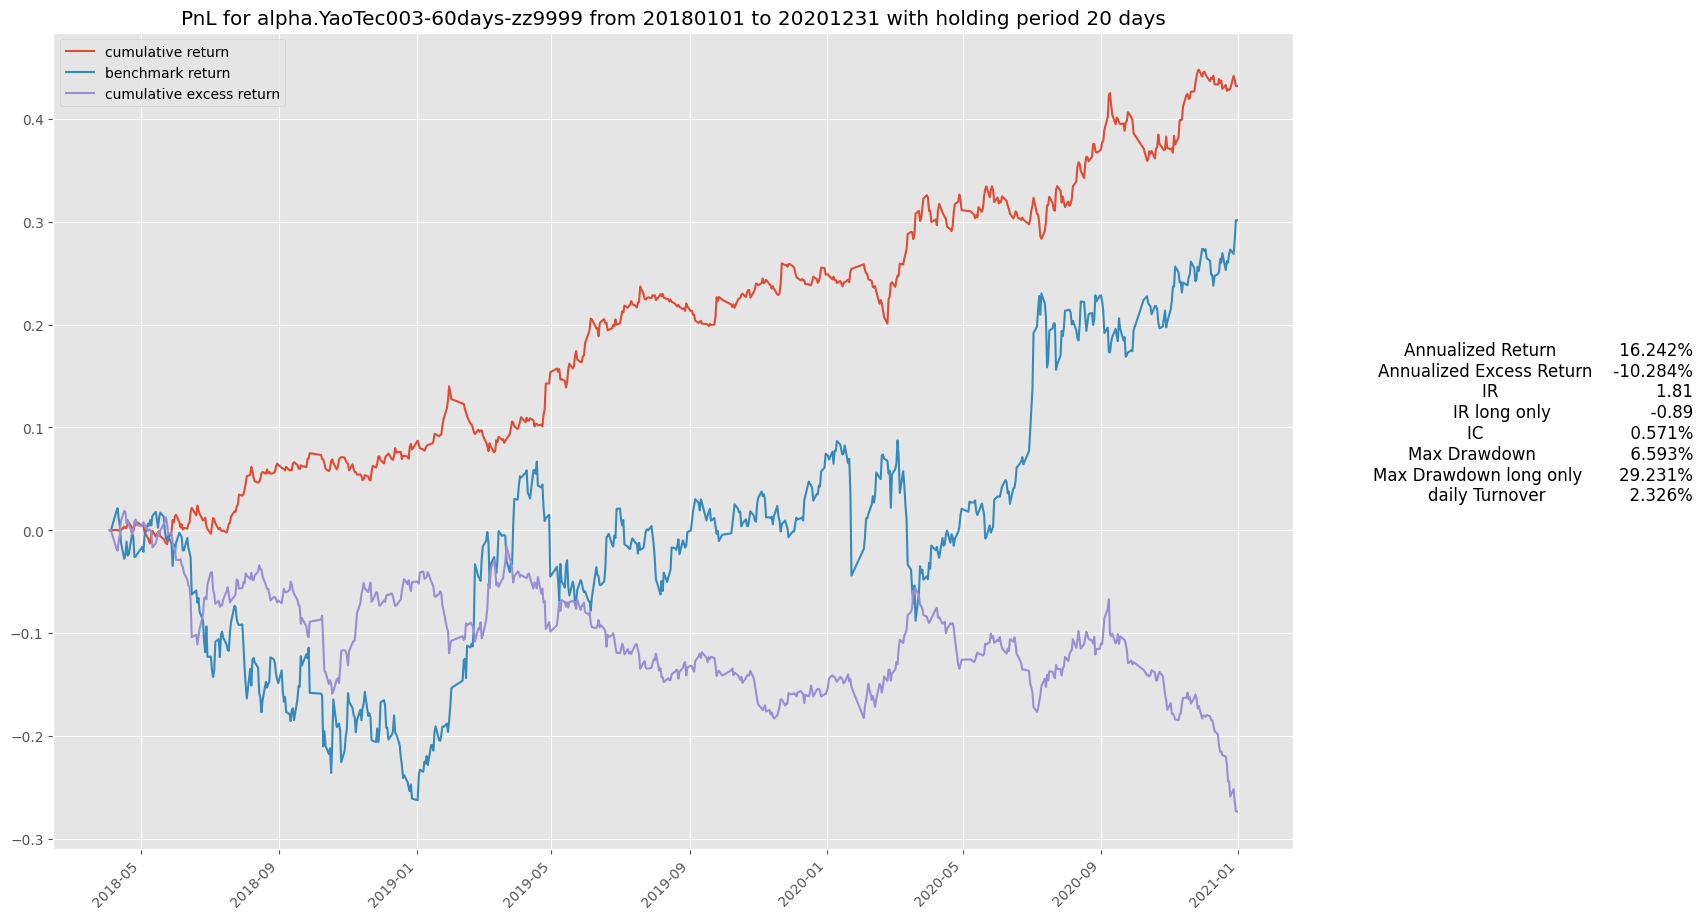 PnL for alpha.YaoTec003-60days-zz9999 from 20180101 to 20201231 with holding period 20 days
cumulative return
benchmark return
cumulative excess return
0.4
0.3
0.2
0.1
0.0
−0.1
−0.2
−0.3
2018-05
2018-09
2019-01
2019-05
2019-09
2020-01
2020-05
2020-09
2021-01
Annualized Return 16.242%
Annualized Excess Return -10.284%
IR 1.81
IR long only -0.89
IC 0.571%
Max Drawdown 6.593%
Max Drawdown long only 29.231%
daily Turnover 2.326%